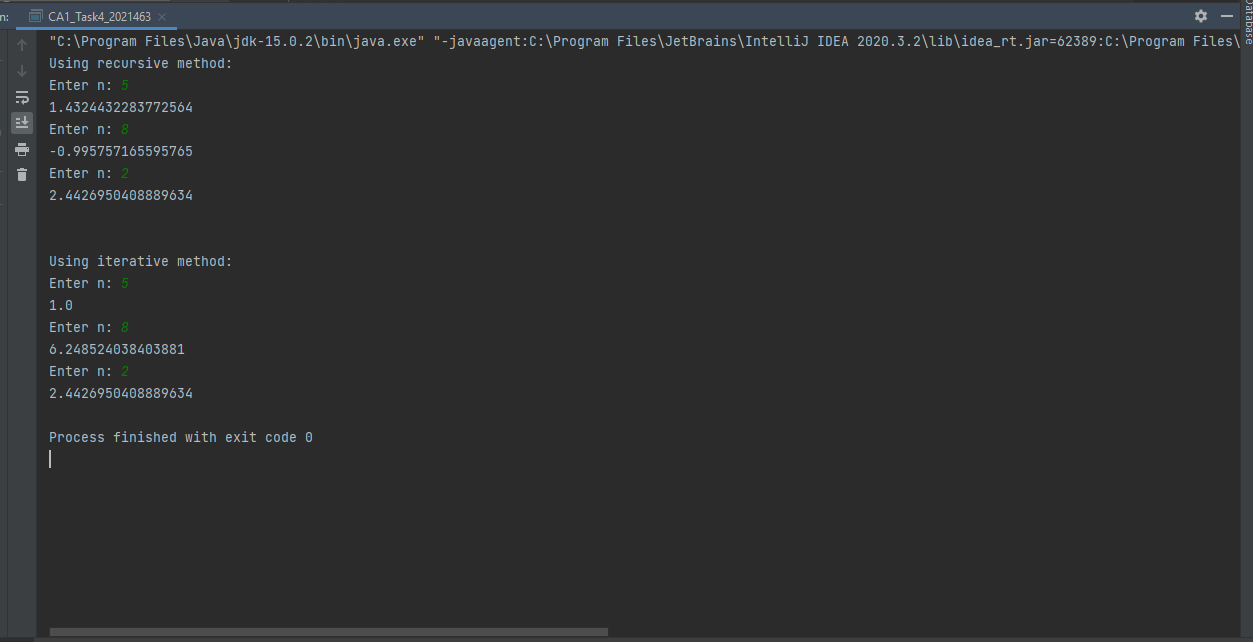 n: CA1_Task4_2021463
"C:\Program Files\Java\jdk-15.0.2\bin\java.exe" "-javaagent:C:\Program Files\JetBrains\IntelliJ IDEA 2020.3.2\lib\idea_rt.jar=62389:C:\Program Files\
Using recursive method:
Enter n: 5
1.4324432283772564
Enter n: 8
-0.995757165595765
Enter n: 2
2.4426950408889634
Using iterative method:
Enter n: 5
1.0
Enter n: 8
6.248524038403881
Enter n: 2
2.4426950408889634
Process finished with exit code 0
Database